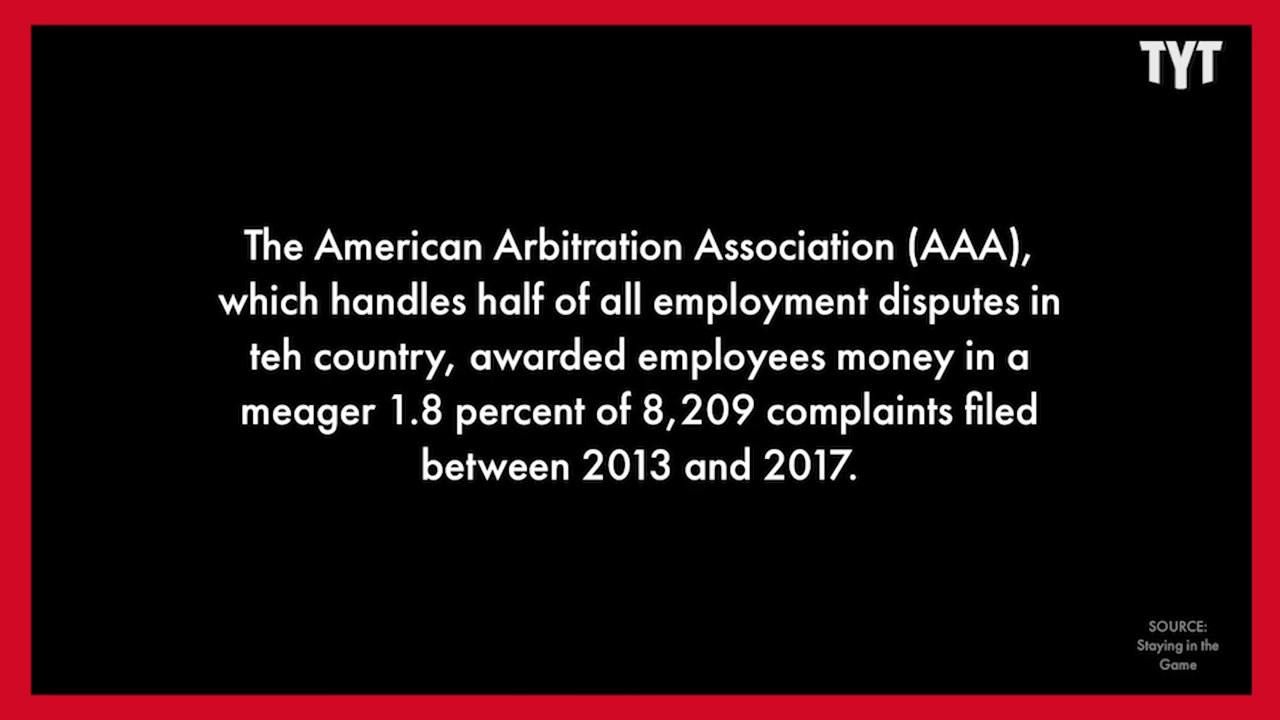 TYT
The American Arbitration Association (AAA),
which handles half of all employment disputes in
teh country, awarded employees money in a
meager 1.8 percent of 8,209 complaints filed
between 2013 and 2017.
SOURCE:
Staying in the
Game